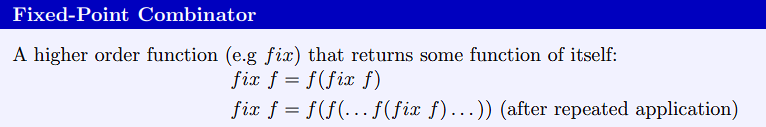 Fixed-Point Combinator
A higher order function (e.g fix) that returns some function of itself:
fix f = f(fix f)
fix f = f(f(... f(fix f)...)) (after repeated application)